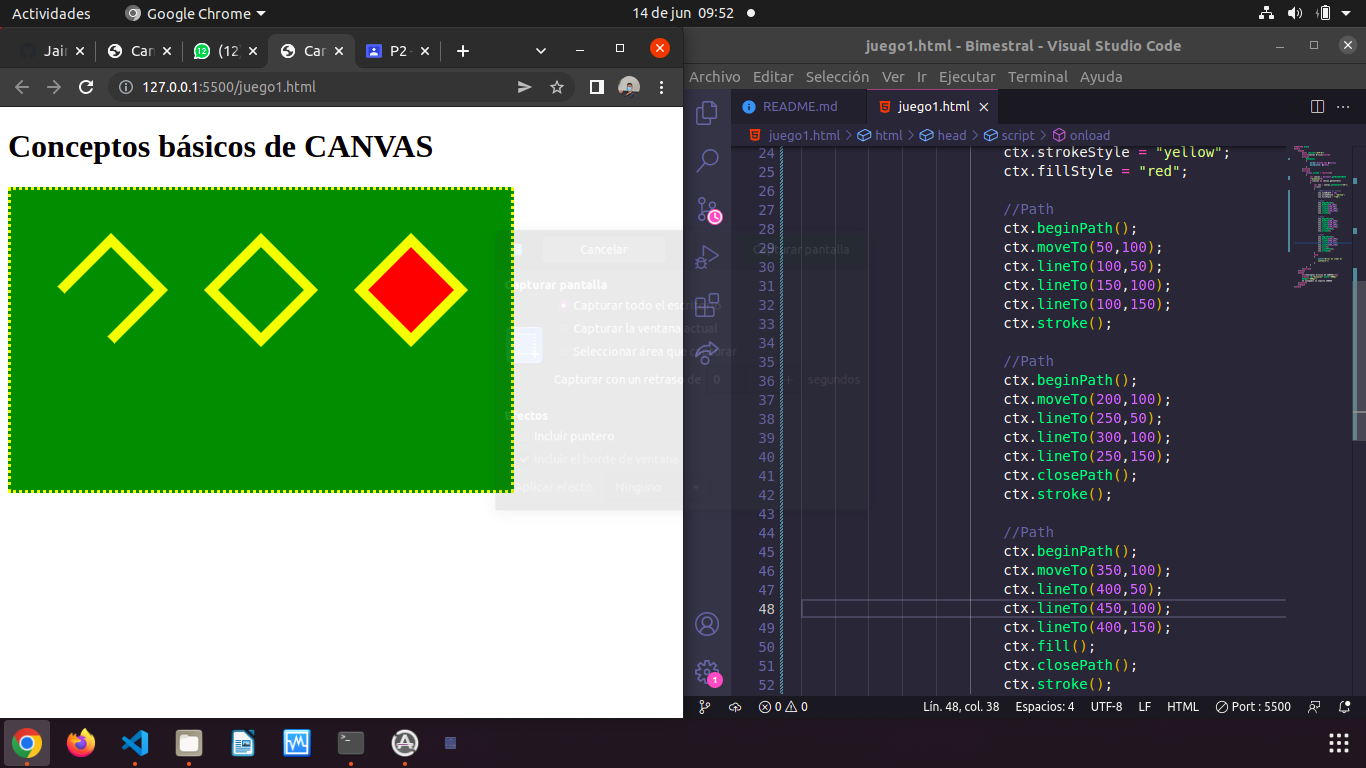 Actividades
Google Chrome
14 de jun 09:52
Jair
Can
(12)
Can
P2 -
127.0.0.1:5500/juego1.html
Conceptos básicos de CANVAS
Cancelar
Capturar pantalla
Capturar pantalla
Capturar todo el escritorio
Capturar la ventana actual
Seleccionar área que capturar
Capturar con un retraso de 0 + segundos
Efectos
Incluir puntero
Incluir el borde de ventana
Aplicar efecto Ninguno
juego1.html - Bimestral - Visual Studio Code
Archivo Editar Selección Ver Ir Ejecutar Terminal Ayuda
README.md
juego1.html
juego1.html > html > head > script > onload
24 ctx.strokeStyle = "yellow";
25 ctx.fillStyle = "red";
26
27 //Path
28 ctx.beginPath();
29 ctx.moveTo(50,100);
30 ctx.lineTo(100,50);
31 ctx.lineTo(150,100);
32 ctx.lineTo(100,150);
33 ctx.stroke();
34
35 //Path
36 ctx.beginPath();
37 ctx.moveTo(200,100);
38 ctx.lineTo(250,50);
39 ctx.lineTo(300,100);
40 ctx.lineTo(250,150);
41 ctx.closePath();
42 ctx.stroke();
43
44 //Path
45 ctx.beginPath();
46 ctx.moveTo(350,100);
47 ctx.lineTo(400,50);
48 ctx.lineTo(450,100);
49 ctx.lineTo(400,150);
50 ctx.fill();
51 ctx.closePath();
52 ctx.stroke();
1
0 0
Lín. 48, col. 38
Espacios: 4
UTF-8
LF
HTML
Port : 5500